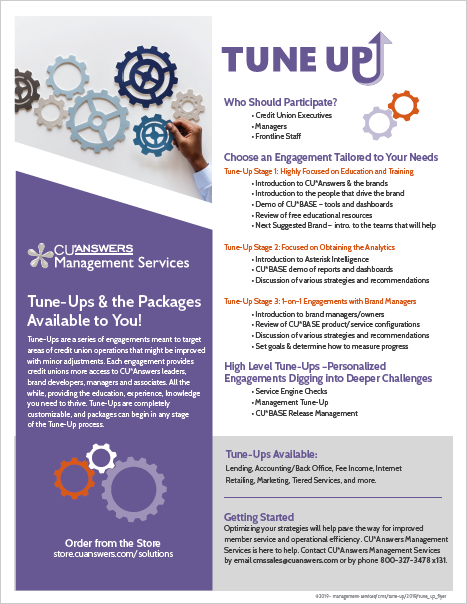 TUNE UP
Who Should Participate?
• Credit Union Executives
• Managers
• Frontline Staff
Choose an Engagement Tailored to Your Needs
Tune-Up Stage 1: Highly Focused on Education and Training
• Introduction to CU*Answers & the brands
• Introduction to the people that drive the brand
• Demo of CU*BASE – tools and dashboards
• Review of free educational resources
• Next Suggested Brand – intro. to the teams that will help
Tune-Up Stage 2: Focused on Obtaining the Analytics
• Introduction to Asterisk Intelligence
• CU*BASE demo of reports and dashboards
• Discussion of various strategies and recommendations
Tune-Up Stage 3: 1-on-1 Engagements with Brand Managers
• Introduction to brand managers/owners
• Review of CU*BASE product/service configurations
• Discussion of various strategies and recommendations
• Set goals & determine how to measure progress
High Level Tune-Ups –Personalized
Engagements Digging into Deeper Challenges
• Service Engine Checks
• Management Tune-Up
• CU*BASE Release Management
CU*ANSWERS
Management Services
Tune-Ups & the Packages
Available to You!
Tune-Ups are a series of engagements meant to target
areas of credit union operations that might be improved
with minor adjustments. Each engagement provides
credit unions more access to CU*Answers leaders,
brand developers, managers and associates. All the
while, providing the education, experience, knowledge
you need to thrive. Tune-Ups are completely
customizable, and packages can begin in any stage
of the Tune-Up process.
Order from the Store
store.cuanswers.com/solutions
Tune-Ups Available:
Lending, Accounting/Back Office, Fee Income, Internet
Retailing, Marketing, Tiered Services, and more.
Getting Started
Optimizing your strategies will help pave the way for improved
member service and operational efficiency. CU*Answers Management
Services is here to help. Contact CU*Answers Management Services
by email cmssales@cuanswers.com or by phone 800-327-3478 x131.